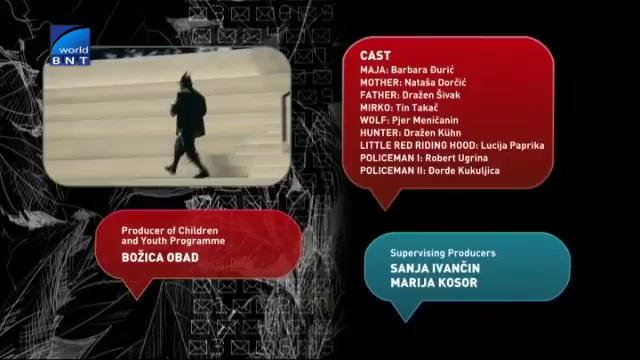 world
BNT
CAST
MAJA: Barbara Đurić
MOTHER: Nataša Dorčić
FATHER: Dražen Šivak
MIRKO: Tin Takač
WOLF: Pjer Meničanin
HUNTER: Dražen Kühn
LITTLE RED RIDING HOOD: Lucija Paprika
POLICEMAN I: Robert Ugrina
POLICEMAN II: Đorđe Kukuljica
Producer of Children
and Youth Programme
BOŽICA OBAD
Supervising Producers
SANJA IVANČIN
MARIJA KOSOR